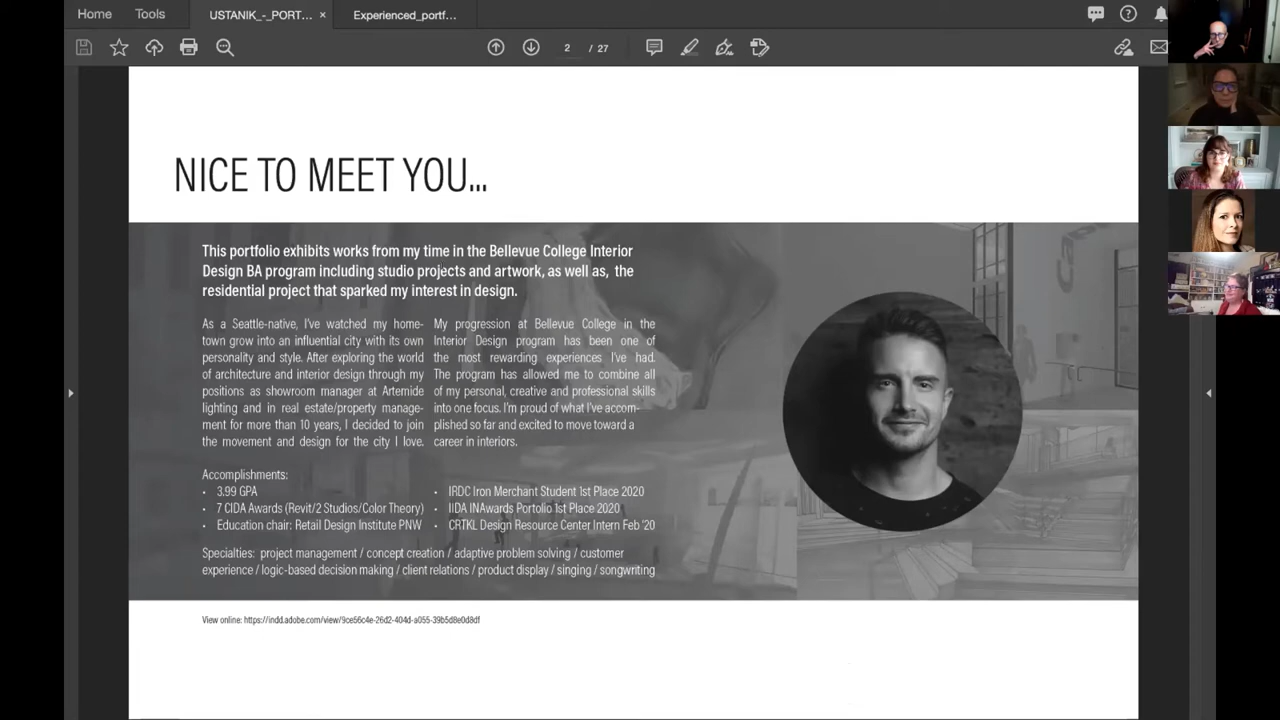 Home Tools USTANIK_-_PORT... × Experienced_portf...
2 / 27
NICE TO MEET YOU...
This portfolio exhibits works from my time in the Bellevue College Interior
Design BA program including studio projects and artwork, as well as, the
residential project that sparked my interest in design.
As a Seattle-native, I've watched my home-
town grow into an influential city with its own
personality and style. After exploring the world
of architecture and interior design through my
positions as showroom manager at Artemide
lighting and in real estate/property manage-
ment for more than 10 years, I decided to join
the movement and design for the city I love.
My progression at Bellevue College in the
Interior Design program has been one of
the most rewarding experiences I've had.
The program has allowed me to combine all
of my personal, creative and professional skills
into one focus. I'm proud of what I've accom-
plished so far and excited to move toward a
career in interiors.
Accomplishments:
• 3.99 GPA
• 7 CIDA Awards (Revit/2 Studios/Color Theory)
• Education chair: Retail Design Institute PNW
• IRDC Iron Merchant Student 1st Place 2020
• IIDA INAwards Portolio 1st Place 2020
• CRTKL Design Resource Center Intern Feb '20
Specialties: project management / concept creation / adaptive problem solving / customer
experience / logic-based decision making / client relations / product display / singing / songwriting
View online: https://indd.adobe.com/view/9ce56c4e-26d2-404d-a055-39b5d8e0d8df